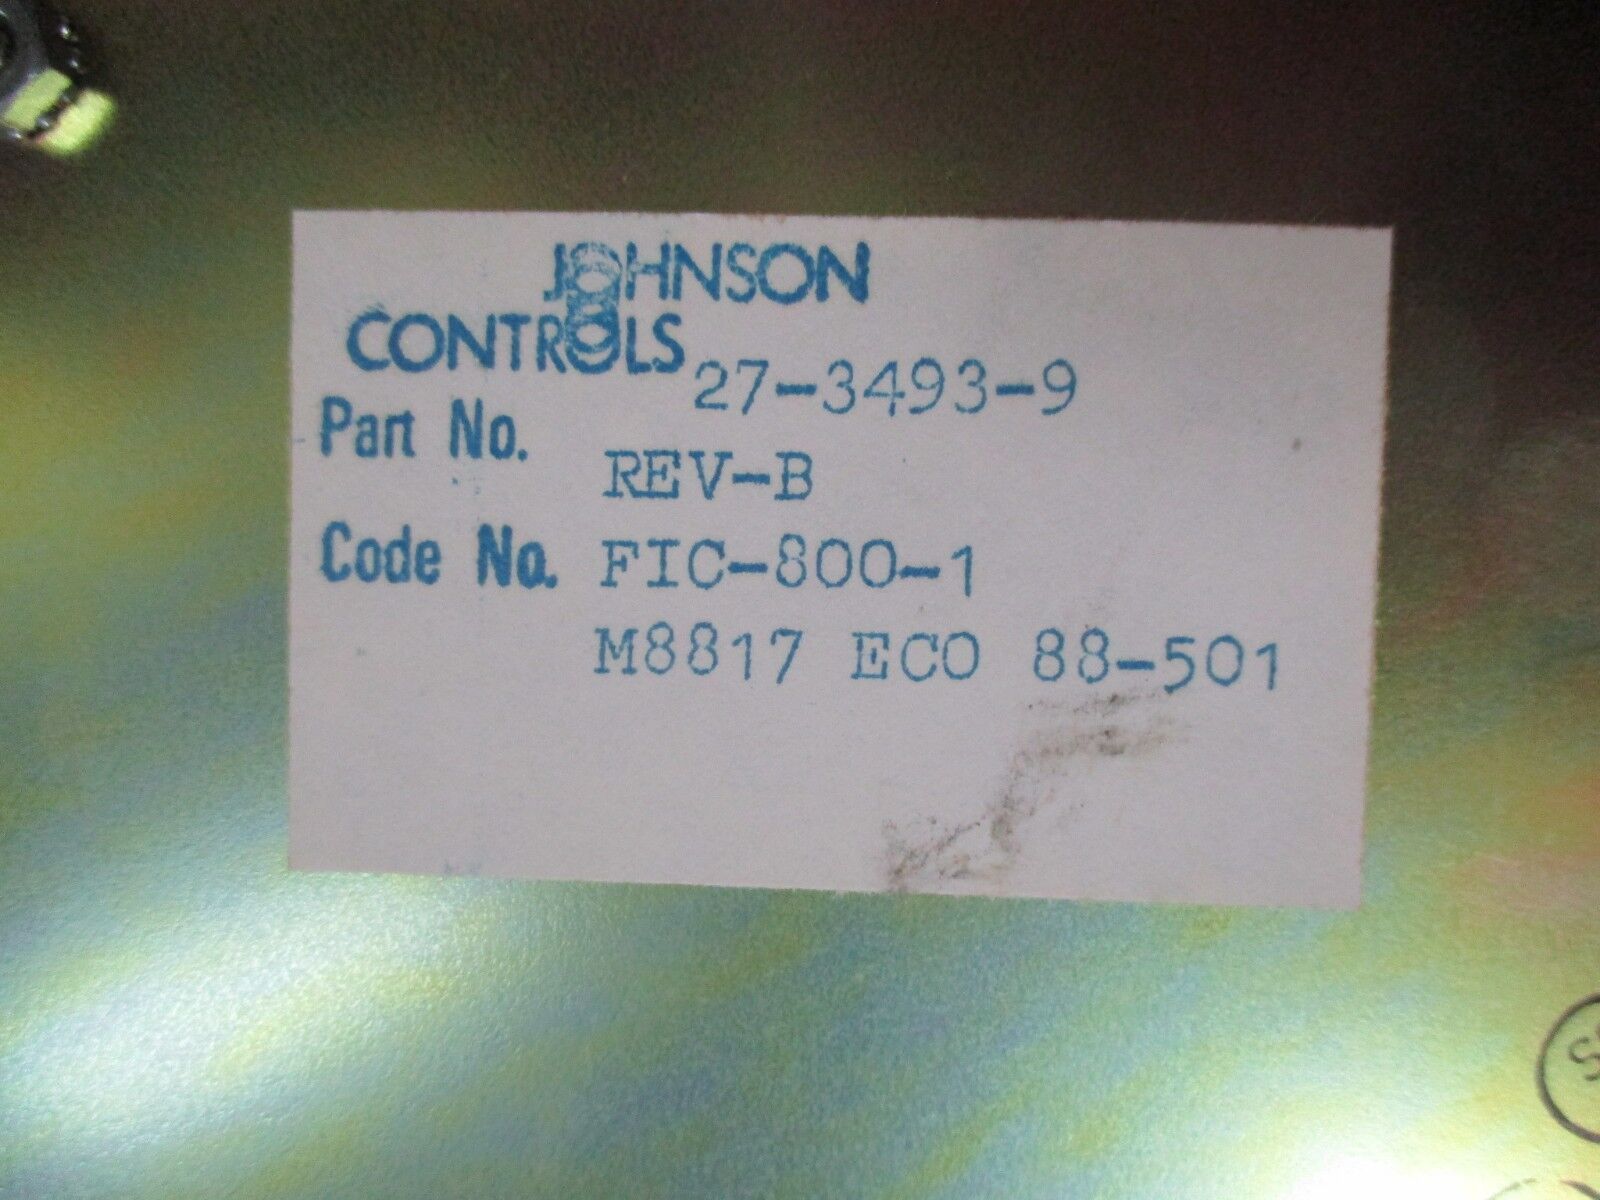 JOHNSON
CONTROLS
27-3493-9
Part No.
REV-B
Code No. FIC-800-1
M8817 ECO 88-501